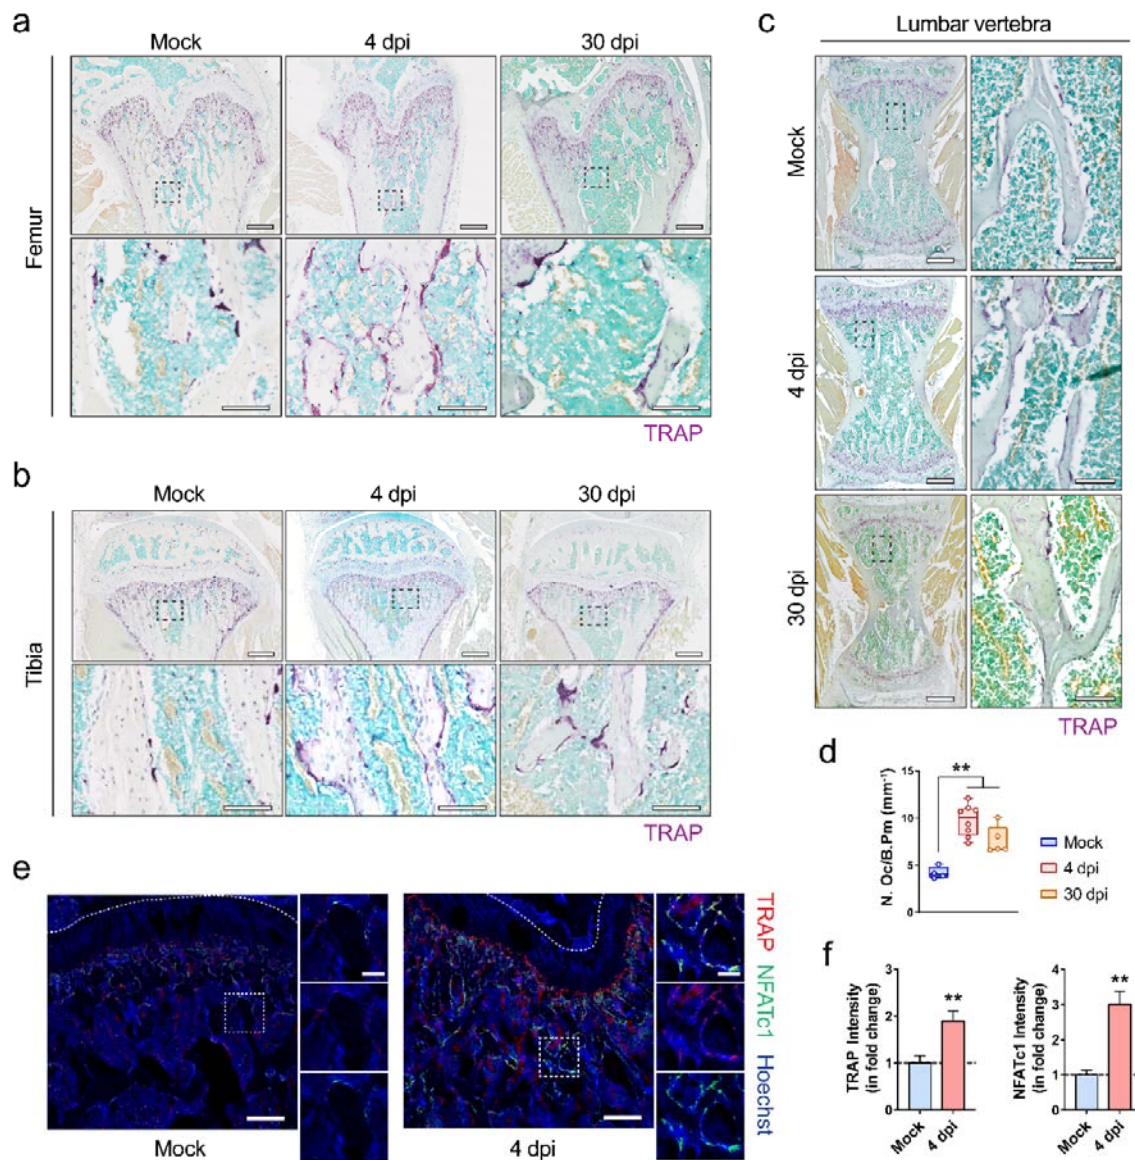 a
Mock 4 dpi 30 dpi
Femur
TRAP
b
Mock 4 dpi 30 dpi
Tibia
TRAP
c
Lumbar vertebra
Mock
4 dpi
30 dpi
TRAP
d
N. Oc/B.Pm (mm⁻¹)
15
10
5
0
**
Mock
4 dpi
30 dpi
e
Mock 4 dpi
TRAP NFATc1 Hoechst
f
TRAP Intensity
(in fold change)
3
2
1
0
**
Mock 4 dpi
NFATc1 Intensity
(in fold change)
4
3
2
1
0
**
Mock 4 dpi